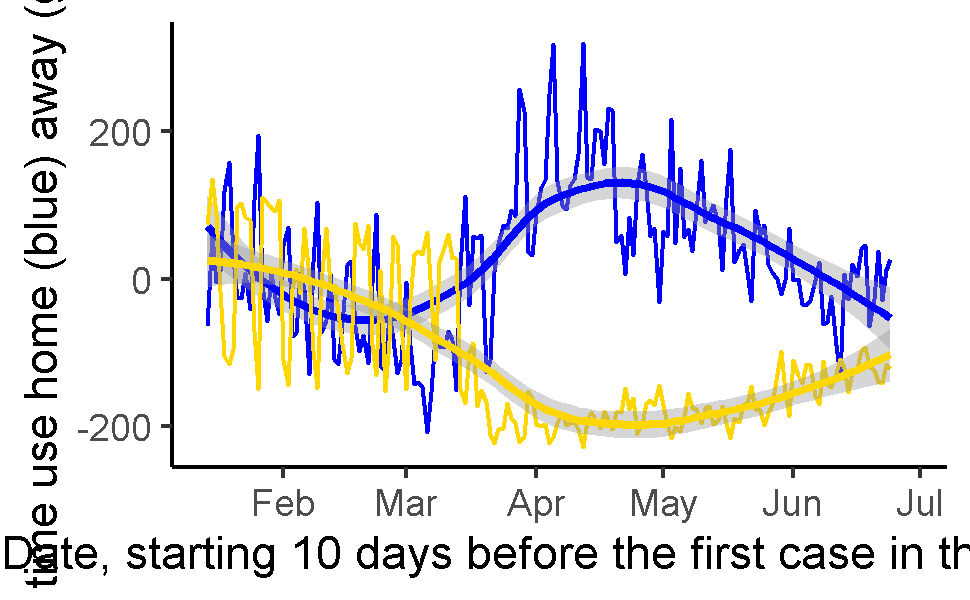 time use home (blue) away (
200
0
-200
Feb Mar Apr May Jun Jul
Date, starting 10 days before the first case in th